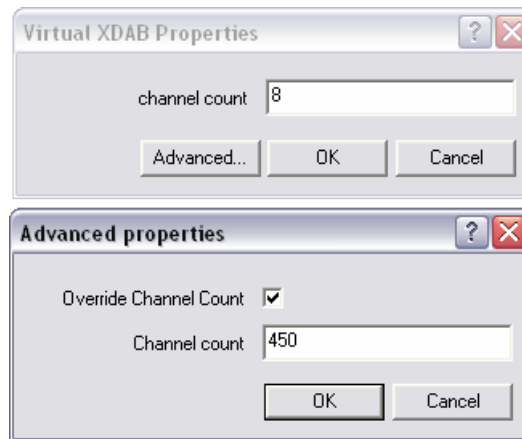 Virtual XDAB Properties
channel count 8
Advanced... OK Cancel
Advanced properties
Override Channel Count
Channel count 450
OK Cancel